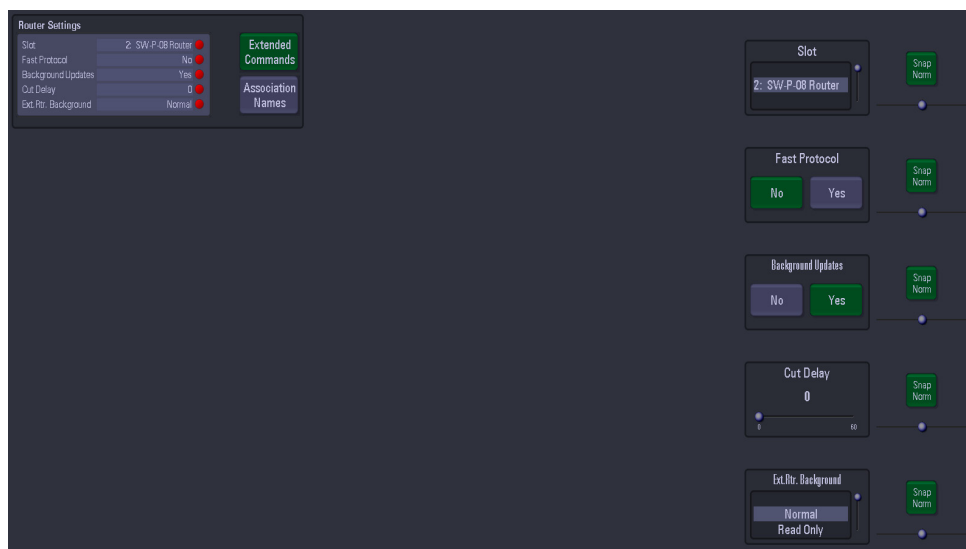 Router Settings
Slot 2: SW-P-08 Router
Fast Protocol No
Background Updates Yes
Cut Delay 0
Ext.Rtr. Background Normal
Extended
Commands
Association
Names
Slot
2: SW-P-08 Router
Snap
Norm
Fast Protocol
No Yes
Snap
Norm
Background Updates
No Yes
Snap
Norm
Cut Delay
0
0 60
Snap
Norm
Ext.Rtr. Background
Normal
Read Only
Snap
Norm